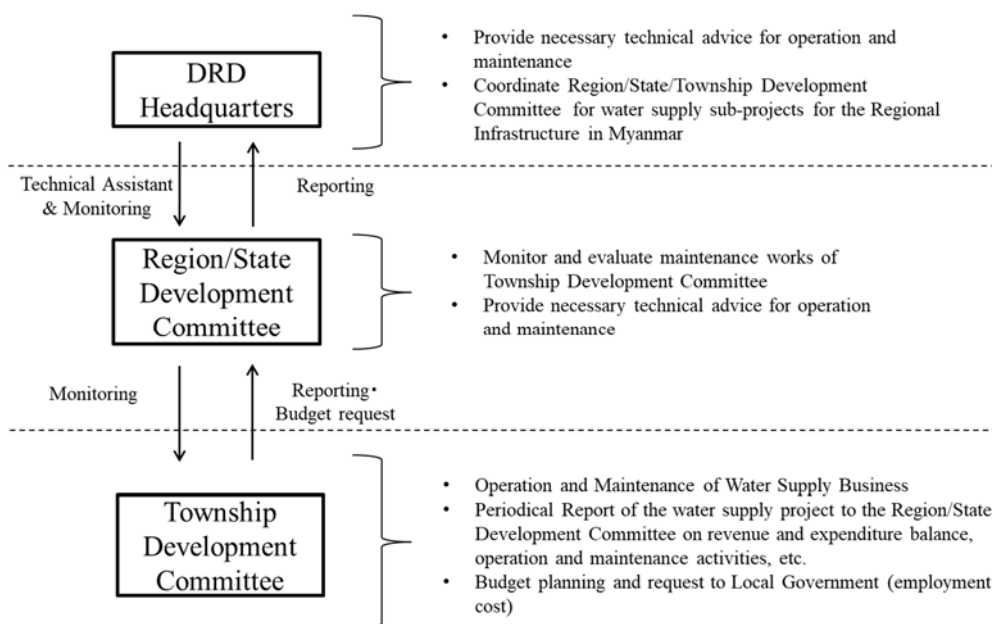 DRD
Headquarters
• Provide necessary technical advice for operation and
maintenance
• Coordinate Region/State/Township Development
Committee for water supply sub-projects for the Regional
Infrastructure in Myanmar
Technical Assistant
& Monitoring
Reporting
Region/State
Development
Committee
• Monitor and evaluate maintenance works of
Township Development Committee
• Provide necessary technical advice for operation
and maintenance
Monitoring
Reporting・
Budget request
Township
Development
Committee
• Operation and Maintenance of Water Supply Business
• Periodical Report of the water supply project to the Region/State
Development Committee on revenue and expenditure balance,
operation and maintenance activities, etc.
• Budget planning and request to Local Government (employment
cost)